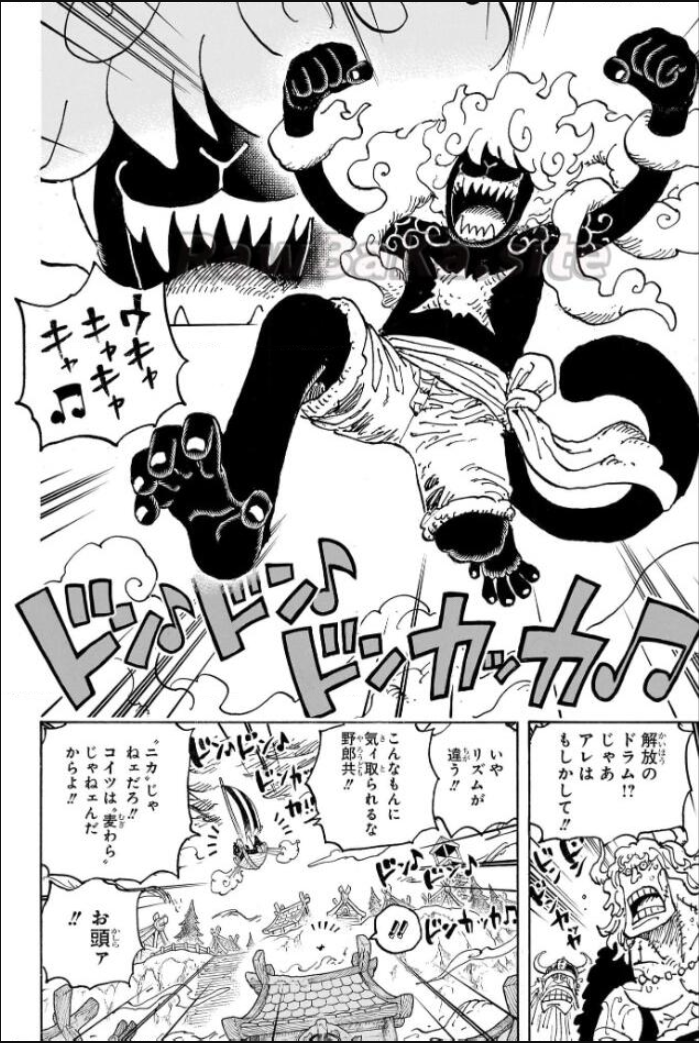 ウキャ
キャキャ
キャ♫
ドン♪ドン♪
ドンカッカ♫
解放の
ドラム!?
じゃあ
アレは
もしかして!!
ドン♪
ドン♪
ドンカッカ♫
いや
リズムが
違う!!
こんなもんに
気ィ取られるな
野郎共!!
ドン♪
ドン♪
ドンカッカ♫
!!
“ニカ”じゃ
ねェだろ!!
コイツは“麦わら”
じゃねェんだ
からよ!!
お頭ァ
!!